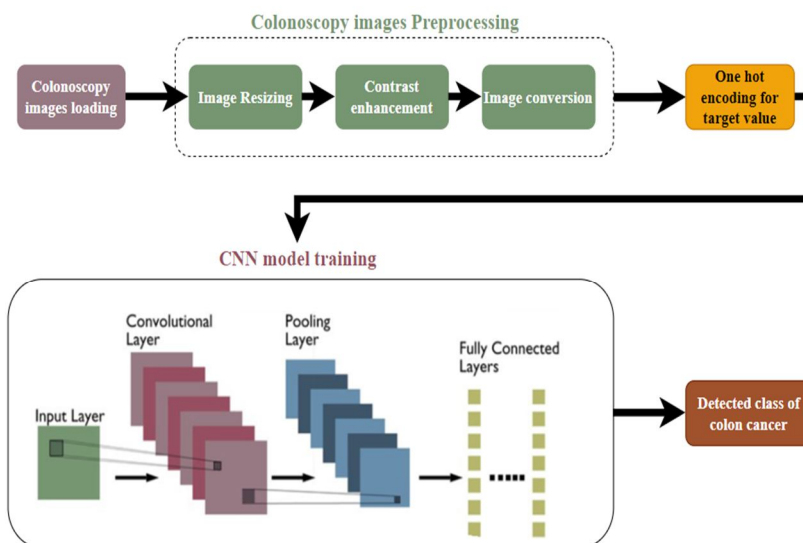 Colonoscopy images Preprocessing
Colonoscopy
images loading
Image Resizing
Contrast
enhancement
Image conversion
One hot
encoding for
target value
CNN model training
Convolutional
Layer
Pooling
Layer
Fully Connected
Layers
Input Layer
Detected class of
colon cancer